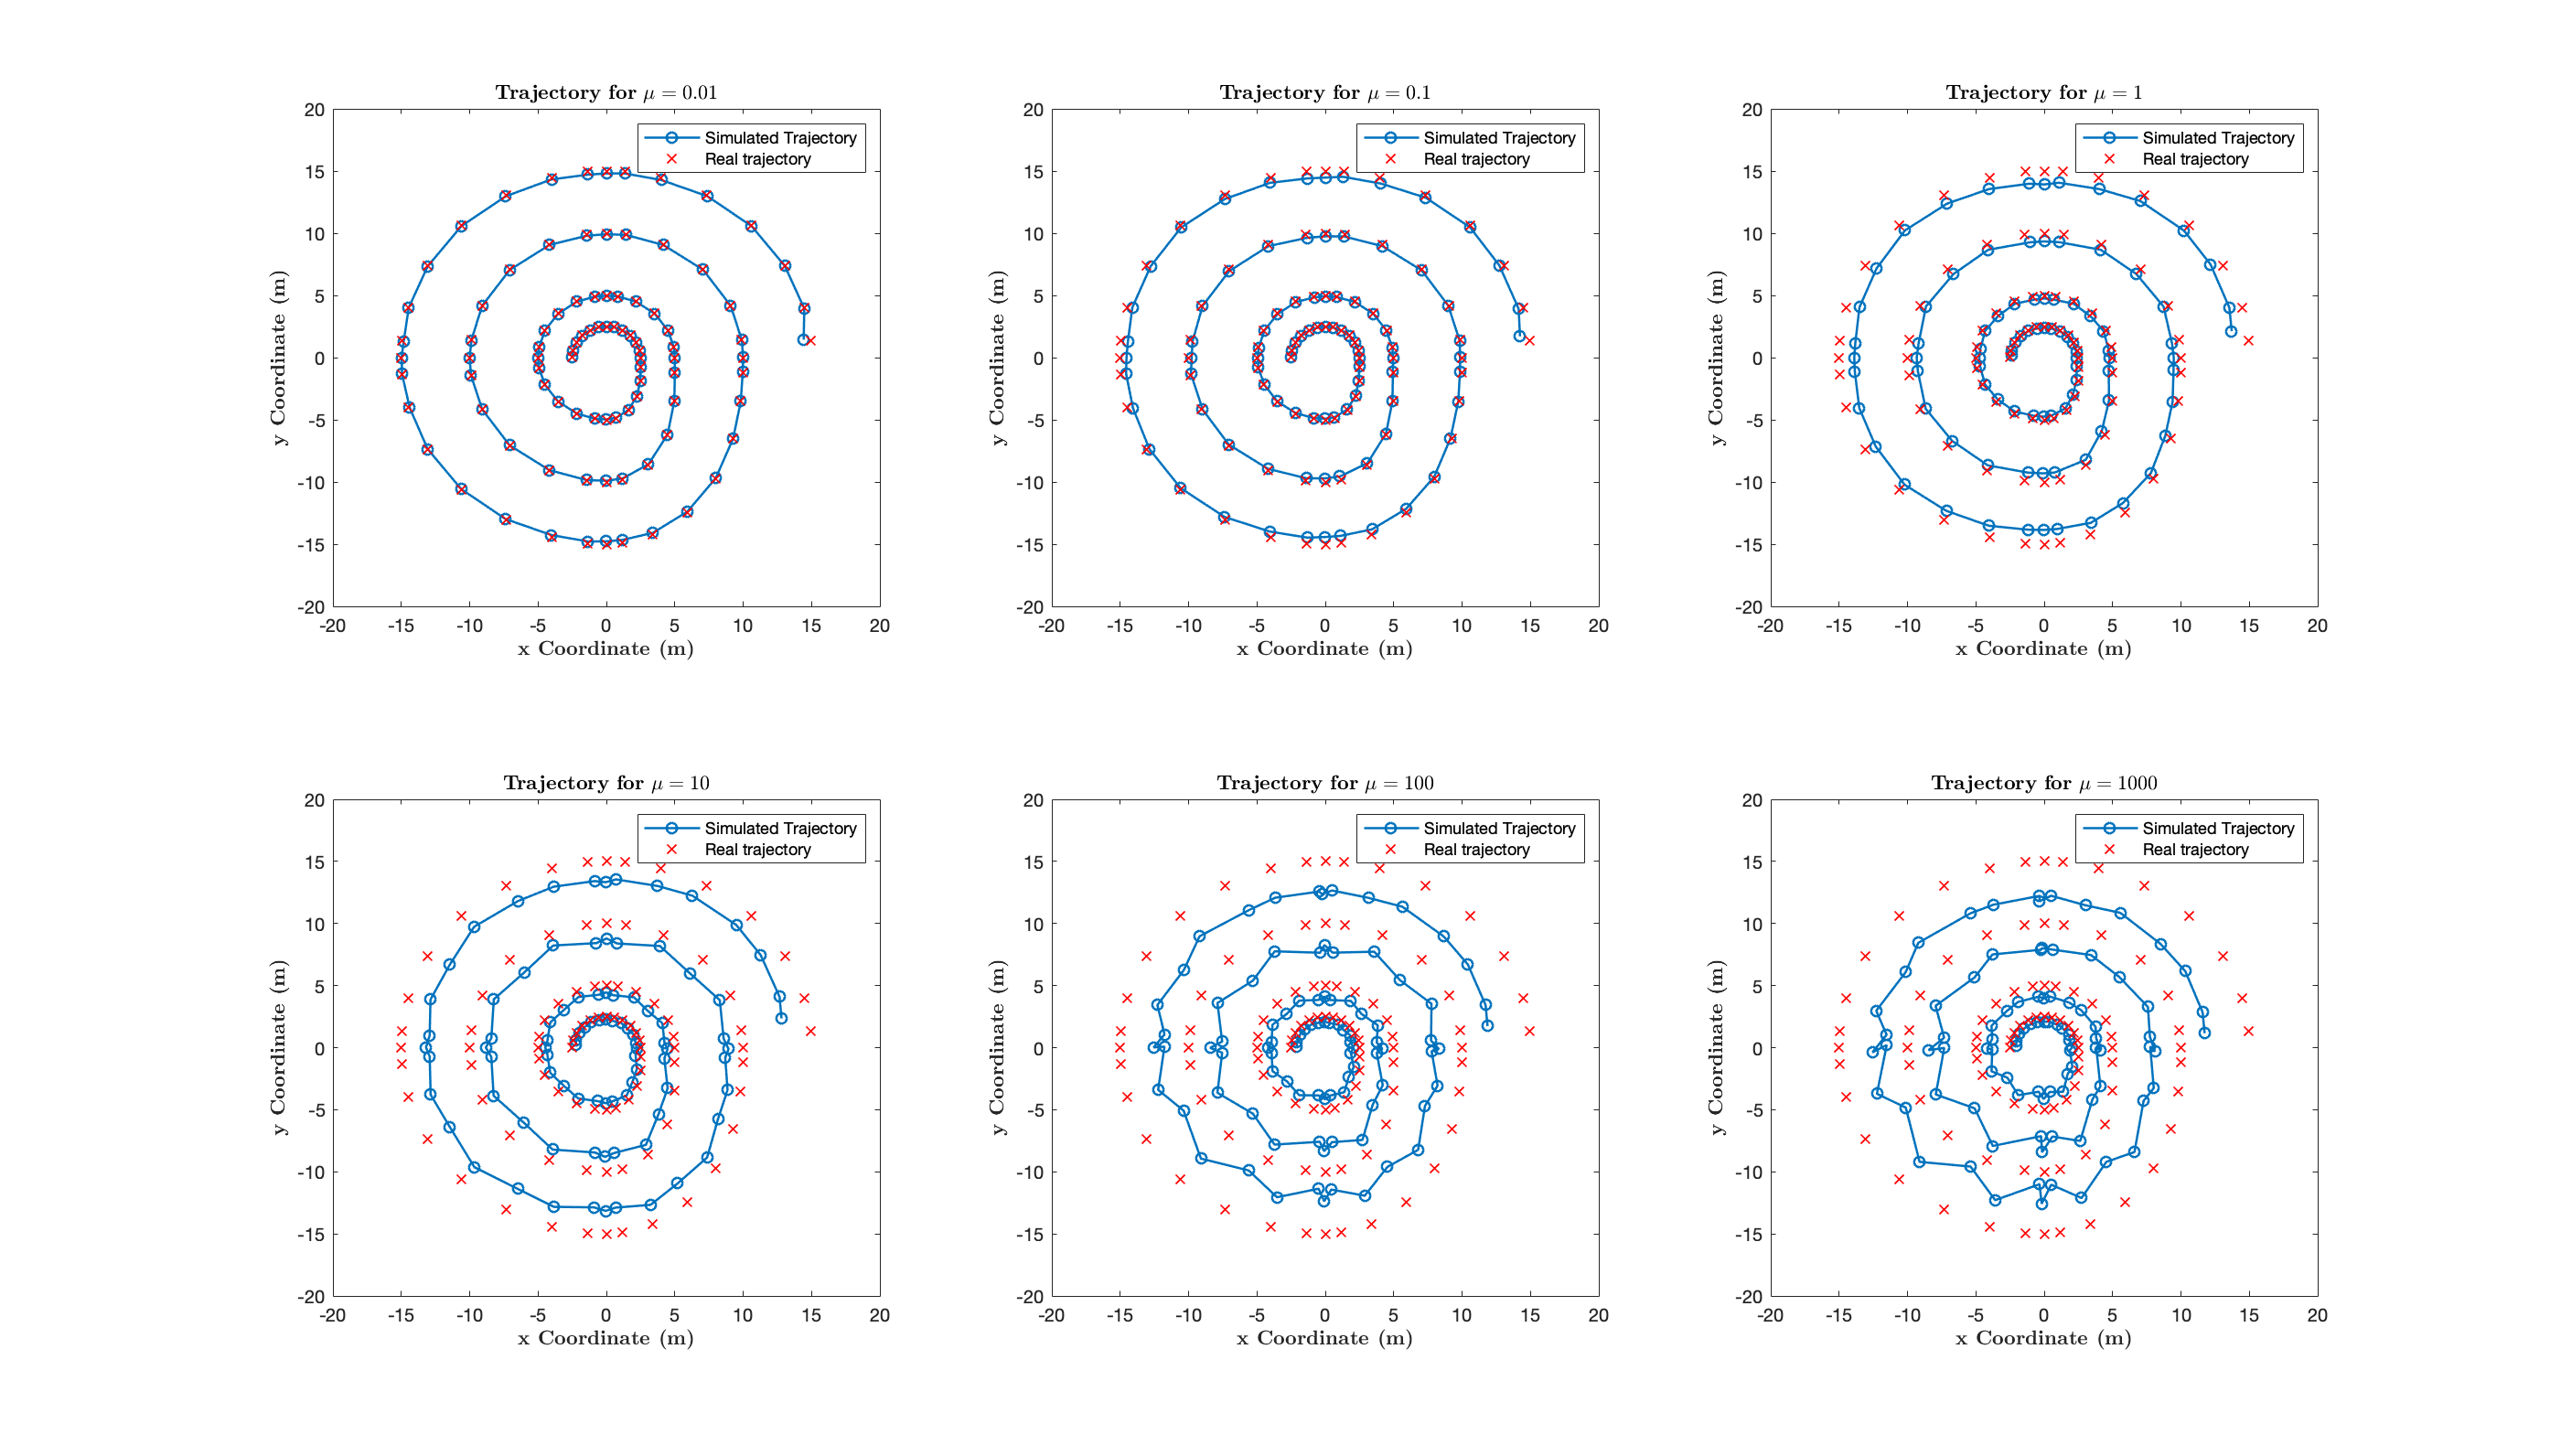 Trajectory for μ = 0.01
Simulated Trajectory
Real trajectory
20
15
10
5
0
-5
-10
-15
-20
-20 -15 -10 -5 0 5 10 15 20
x Coordinate (m)
y Coordinate (m)
Trajectory for μ = 0.1
Simulated Trajectory
Real trajectory
20
15
10
5
0
-5
-10
-15
-20
-20 -15 -10 -5 0 5 10 15 20
x Coordinate (m)
y Coordinate (m)
Trajectory for μ = 1
Simulated Trajectory
Real trajectory
20
15
10
5
0
-5
-10
-15
-20
-20 -15 -10 -5 0 5 10 15 20
x Coordinate (m)
y Coordinate (m)
Trajectory for μ = 10
Simulated Trajectory
Real trajectory
20
15
10
5
0
-5
-10
-15
-20
-20 -15 -10 -5 0 5 10 15 20
x Coordinate (m)
y Coordinate (m)
Trajectory for μ = 100
Simulated Trajectory
Real trajectory
20
15
10
5
0
-5
-10
-15
-20
-20 -15 -10 -5 0 5 10 15 20
x Coordinate (m)
y Coordinate (m)
Trajectory for μ = 1000
Simulated Trajectory
Real trajectory
20
15
10
5
0
-5
-10
-15
-20
-20 -15 -10 -5 0 5 10 15 20
x Coordinate (m)
y Coordinate (m)